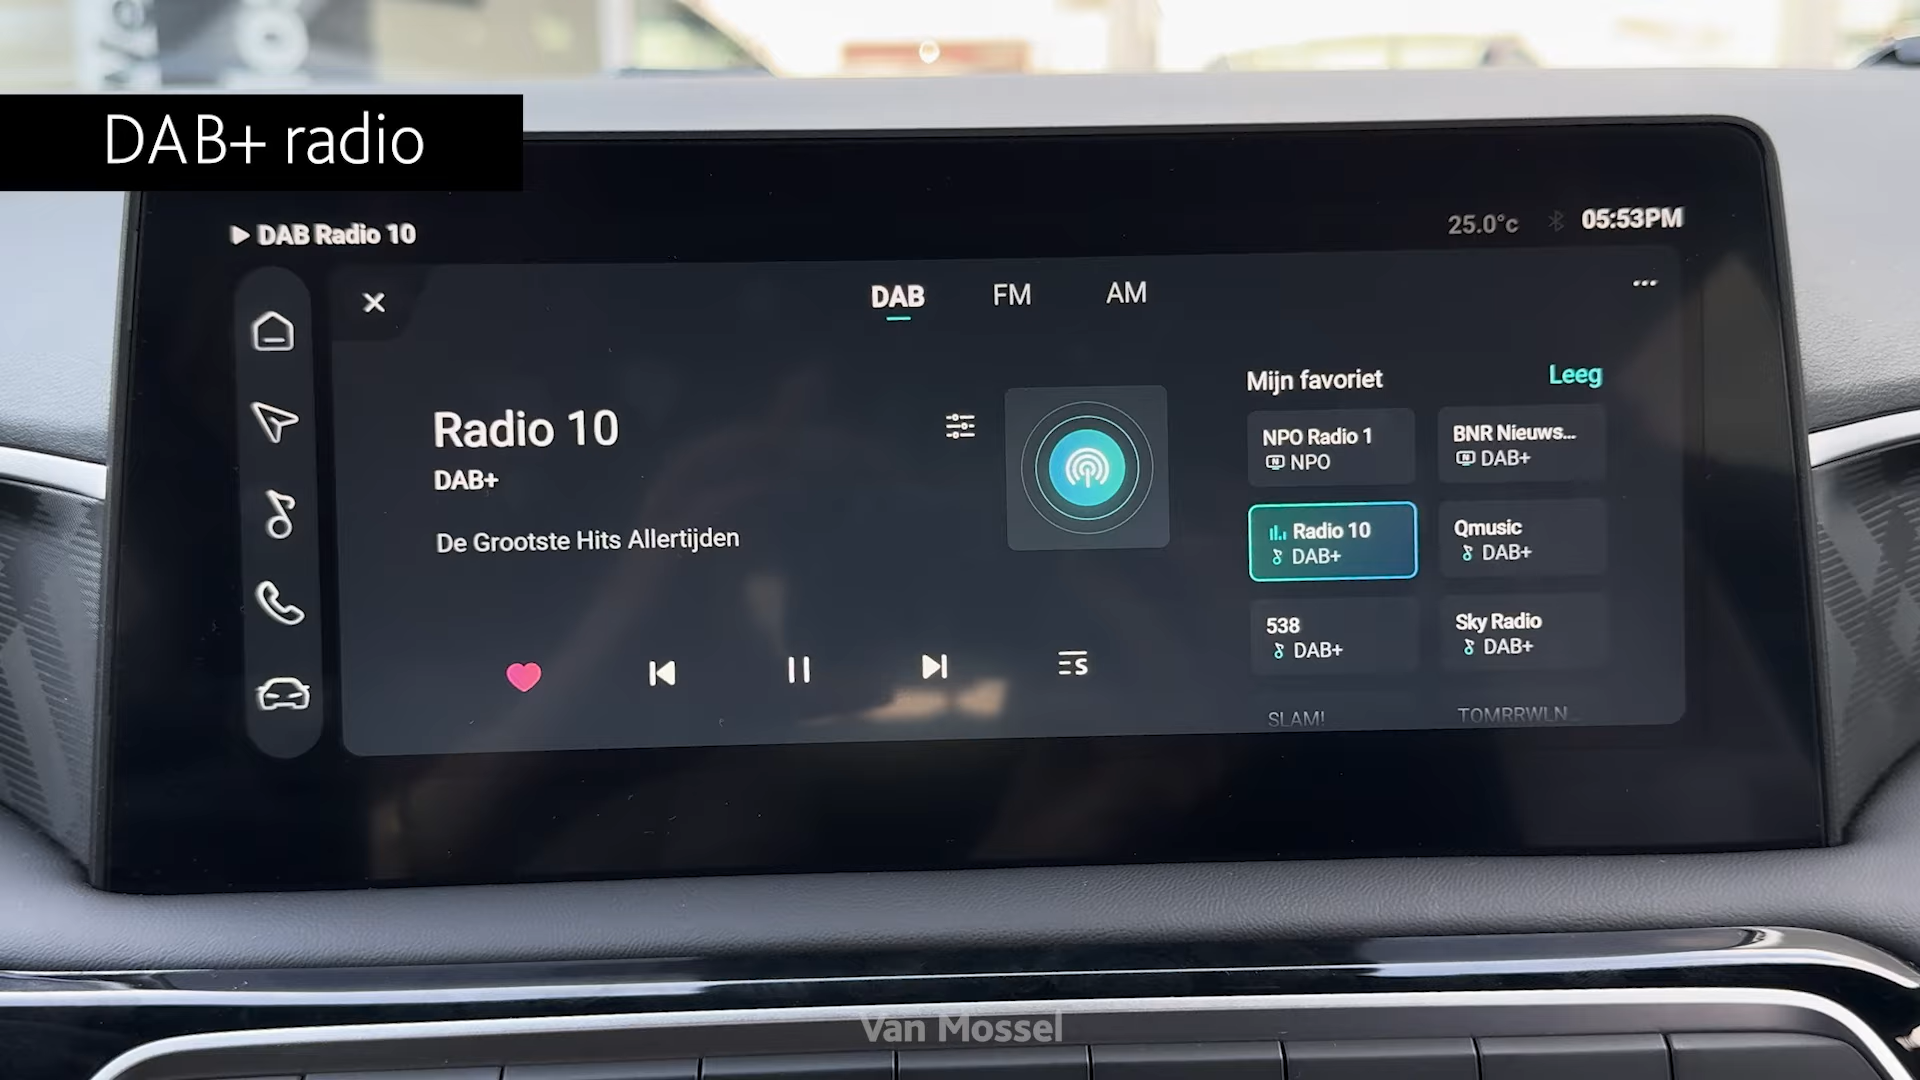 DAB+ radio
DAB Radio 10
25.0°c
05:53PM
DAB
FM
AM
Radio 10
DAB+
De Grootste Hits Allertijden
Mijn favoriet
Leeg
NPO Radio 1
NPO
BNR Nieuws...
DAB+
Radio 10
DAB+
Qmusic
DAB+
538
DAB+
Sky Radio
DAB+
SLAM!
TOMRRWLN...
Van Mossel